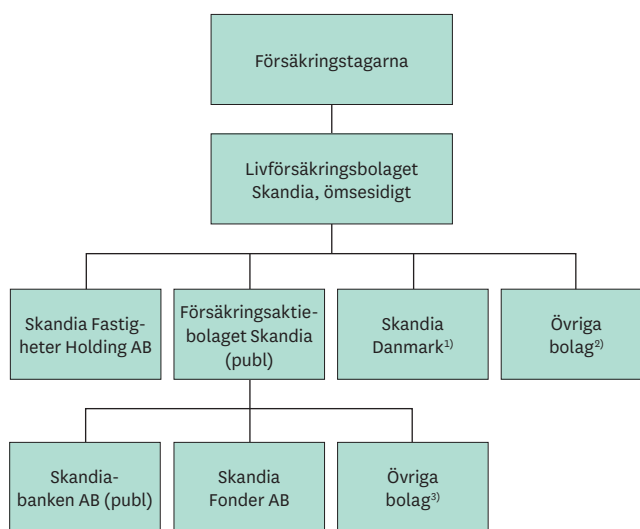 Försäkringstagarna
Livförsäkringsbolaget
Skandia, ömsesidigt
Skandia Fastig-
heter Holding AB
Försäkringsaktie-
bolaget Skandia
(publ)
Skandia
Danmark¹⁾
Övriga
bolag²⁾
Skandia-
banken AB (publ)
Skandia
Fonder AB
Övriga
bolag³⁾